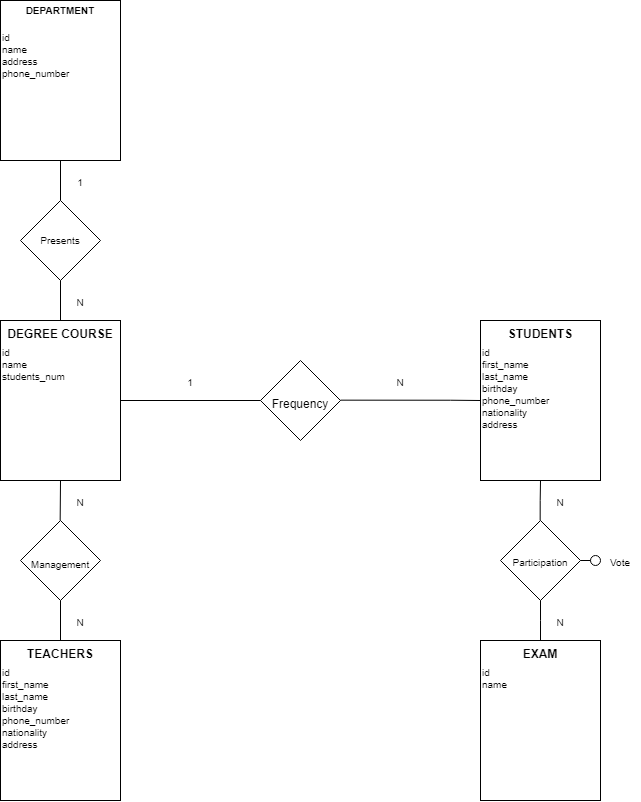 DEPARTMENT
id
name
address
phone_number
1
Presents
N
DEGREE COURSE
id
name
students_num
1
Frequency
N
STUDENTS
id
first_name
last_name
birthday
phone_number
nationality
address
N
Management
N
TEACHERS
id
first_name
last_name
birthday
phone_number
nationality
address
N
Participation
Vote
N
EXAM
id
name